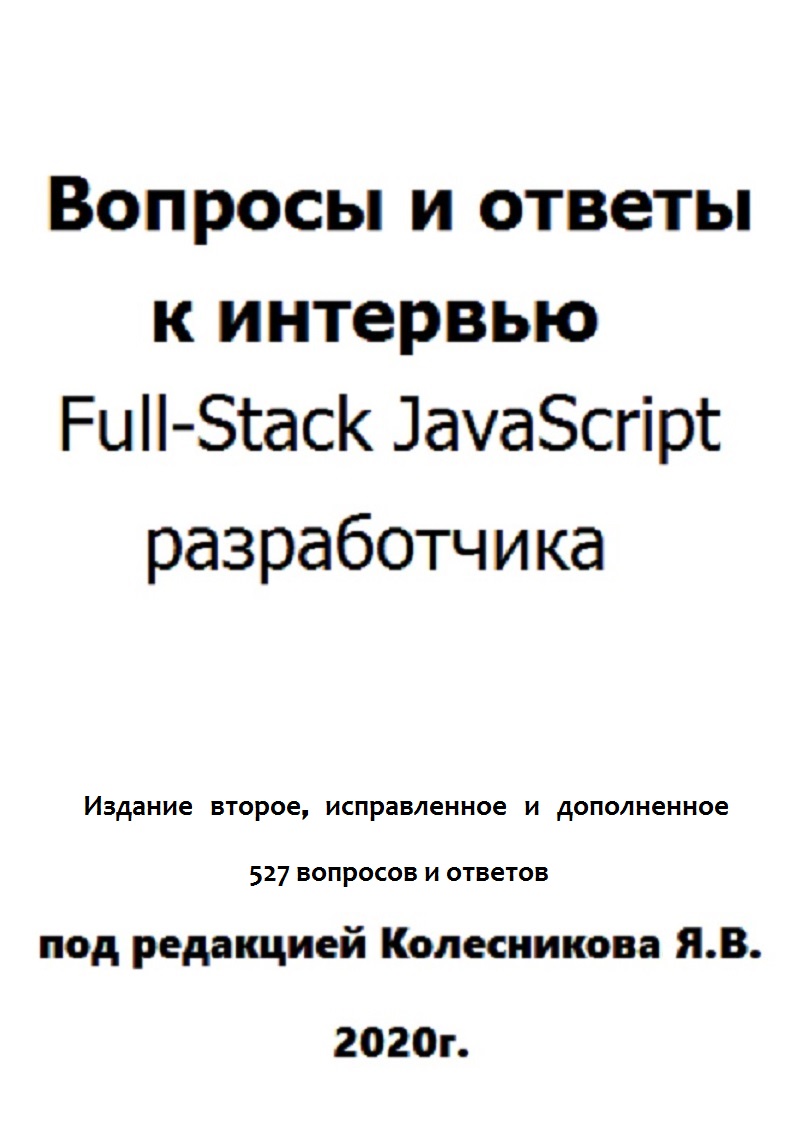 Вопросы и ответы
к интервью
Full-Stack JavaScript
разработчика
Издание второе, исправленное и дополненное
527 вопросов и ответов
под редакцией Колесникова Я.В.
2020г.